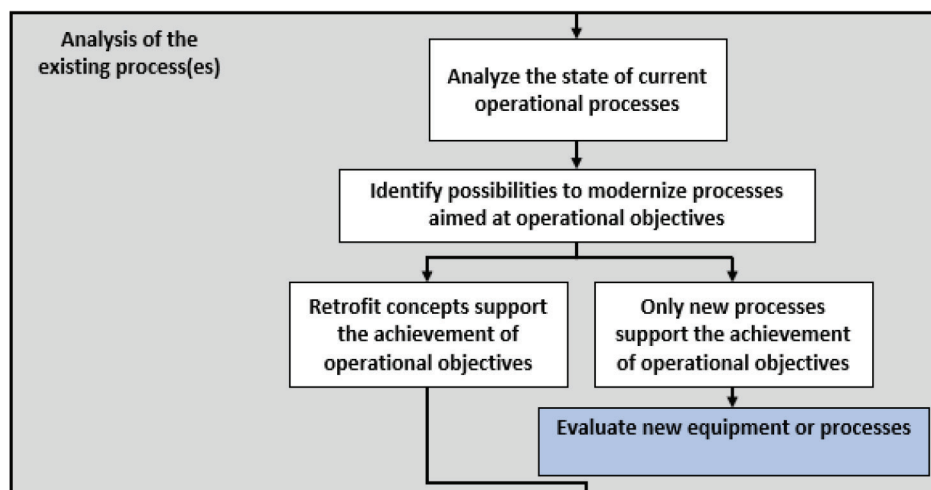 Analysis of the
existing process(es)
Analyze the state of current
operational processes
Identify possibilities to modernize processes
aimed at operational objectives
Retrofit concepts support
the achievement of
operational objectives
Only new processes
support the achievement
of operational objectives
Evaluate new equipment or processes